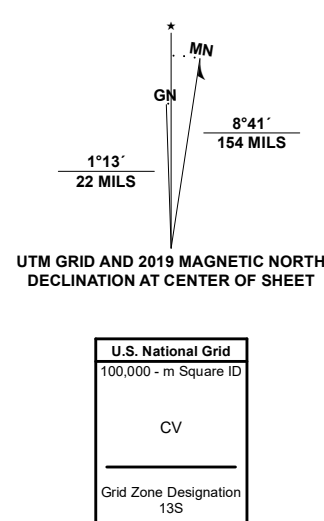 ★
MN
GN
8°41´
154 MILS
1°13´
22 MILS
UTM GRID AND 2019 MAGNETIC NORTH
DECLINATION AT CENTER OF SHEET
U.S. National Grid
100,000 - m Square ID
CV
Grid Zone Designation
13S